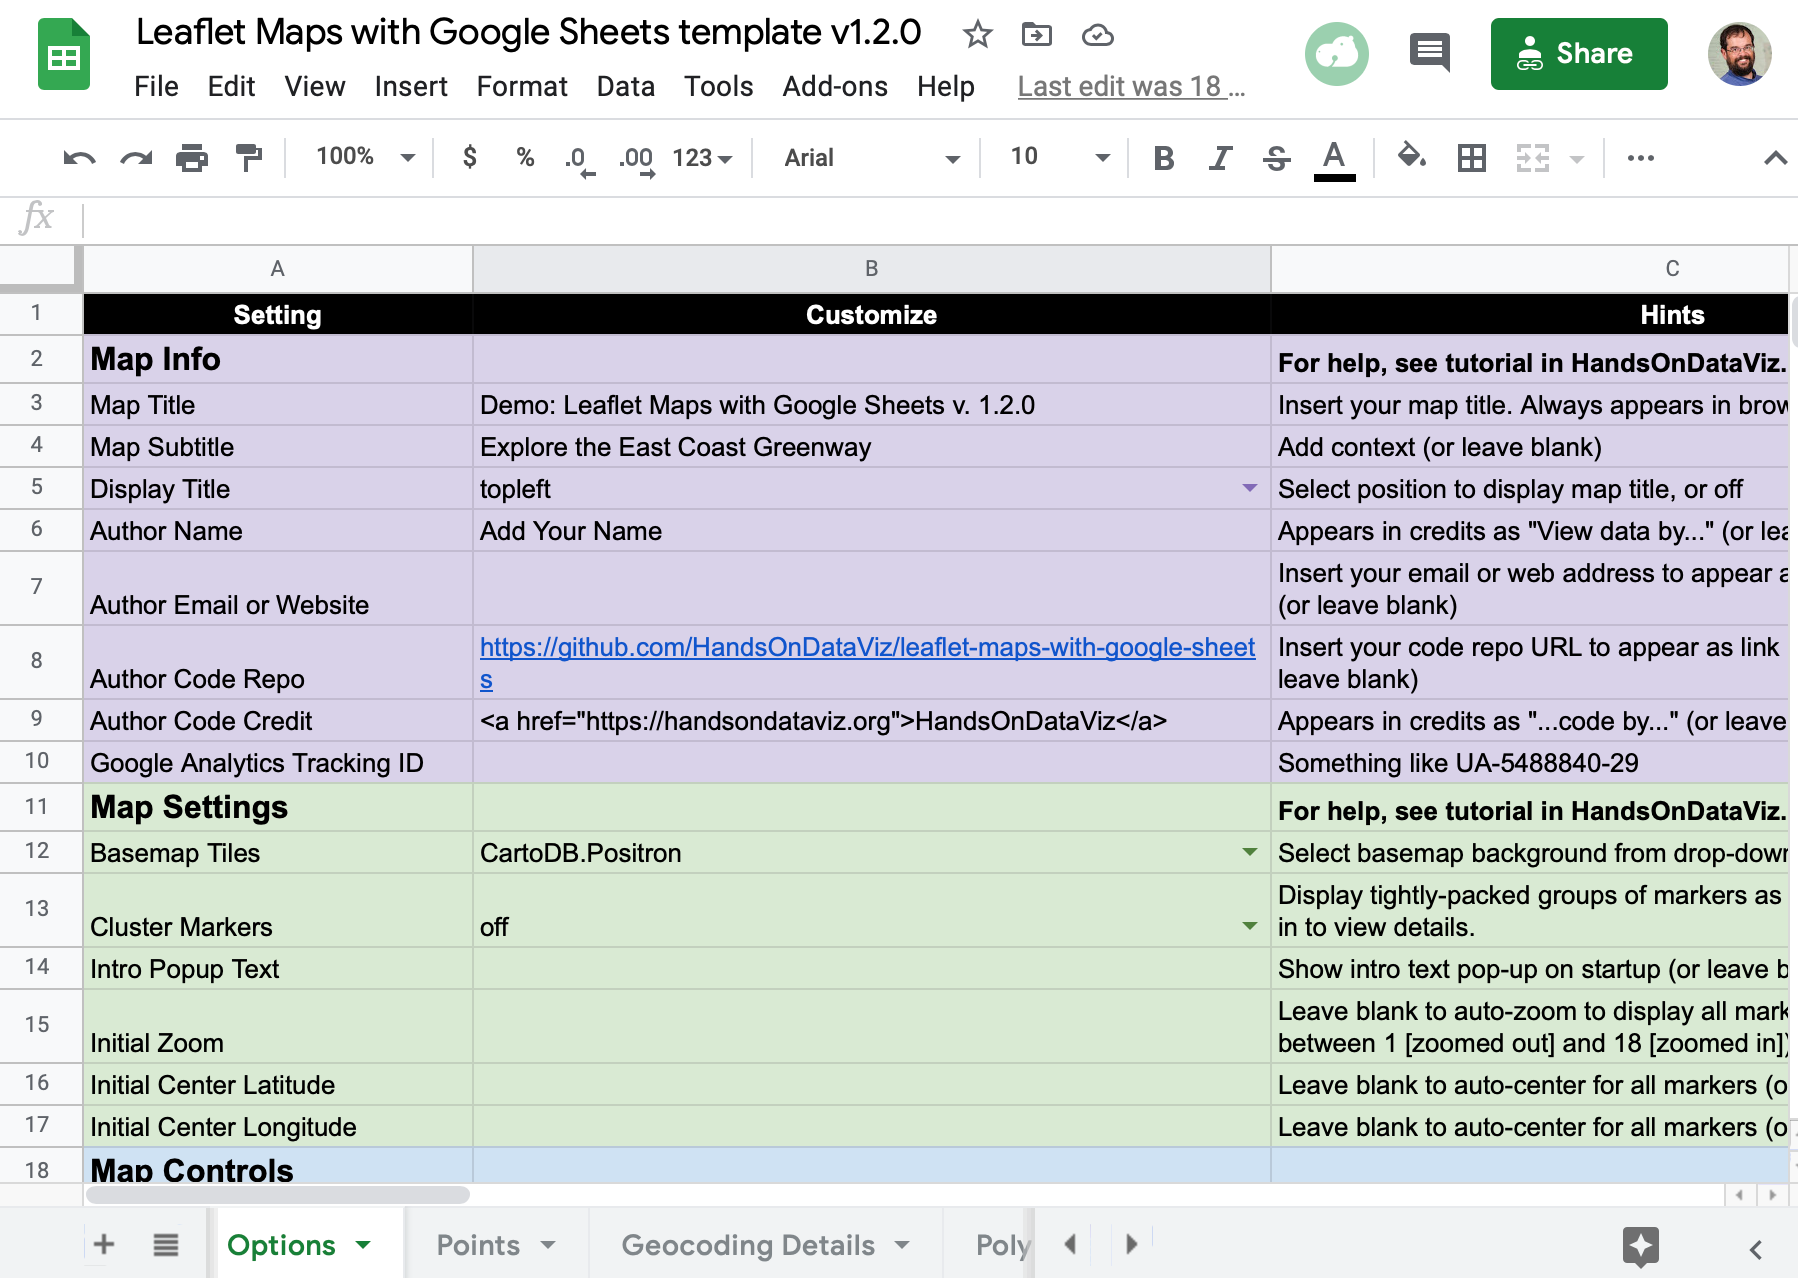 Leaflet Maps with Google Sheets template v1.2.0
File Edit View Insert Format Data Tools Add-ons Help Last edit was 18 ...
Share
100% $ % .0 .00 123 Arial 10 B I S A
fx
A B C
1 Setting Customize Hints
2 Map Info For help, see tutorial in HandsOnDataViz.
3 Map Title Demo: Leaflet Maps with Google Sheets v. 1.2.0 Insert your map title. Always appears in brow
4 Map Subtitle Explore the East Coast Greenway Add context (or leave blank)
5 Display Title topleft Select position to display map title, or off
6 Author Name Add Your Name Appears in credits as "View data by..." (or lea
7 Author Email or Website Insert your email or web address to appear a
(or leave blank)
8 Author Code Repo https://github.com/HandsOnDataViz/leaflet-maps-with-google-sheet
s
Insert your code repo URL to appear as link
leave blank)
9 Author Code Credit <a href="https://handsondataviz.org">HandsOnDataViz</a> Appears in credits as "...code by..." (or leave
10 Google Analytics Tracking ID Something like UA-5488840-29
11 Map Settings For help, see tutorial in HandsOnDataViz.
12 Basemap Tiles CartoDB.Positron Select basemap background from drop-down
13 Cluster Markers off Display tightly-packed groups of markers as
in to view details.
14 Intro Popup Text Show intro text pop-up on startup (or leave b
15 Initial Zoom Leave blank to auto-zoom to display all mark
between 1 [zoomed out] and 18 [zoomed in])
16 Initial Center Latitude Leave blank to auto-center for all markers (o
17 Initial Center Longitude Leave blank to auto-center for all markers (o
18 Map Controls
Options Points Geocoding Details Poly